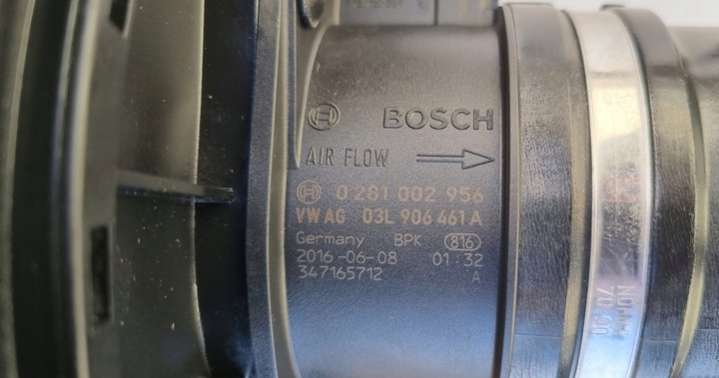 BOSCH
AIR FLOW
0 281 002 956
VW AG 03L 906 461 A
Germany BPK 816
2016-06-08 01:32
347165712 A